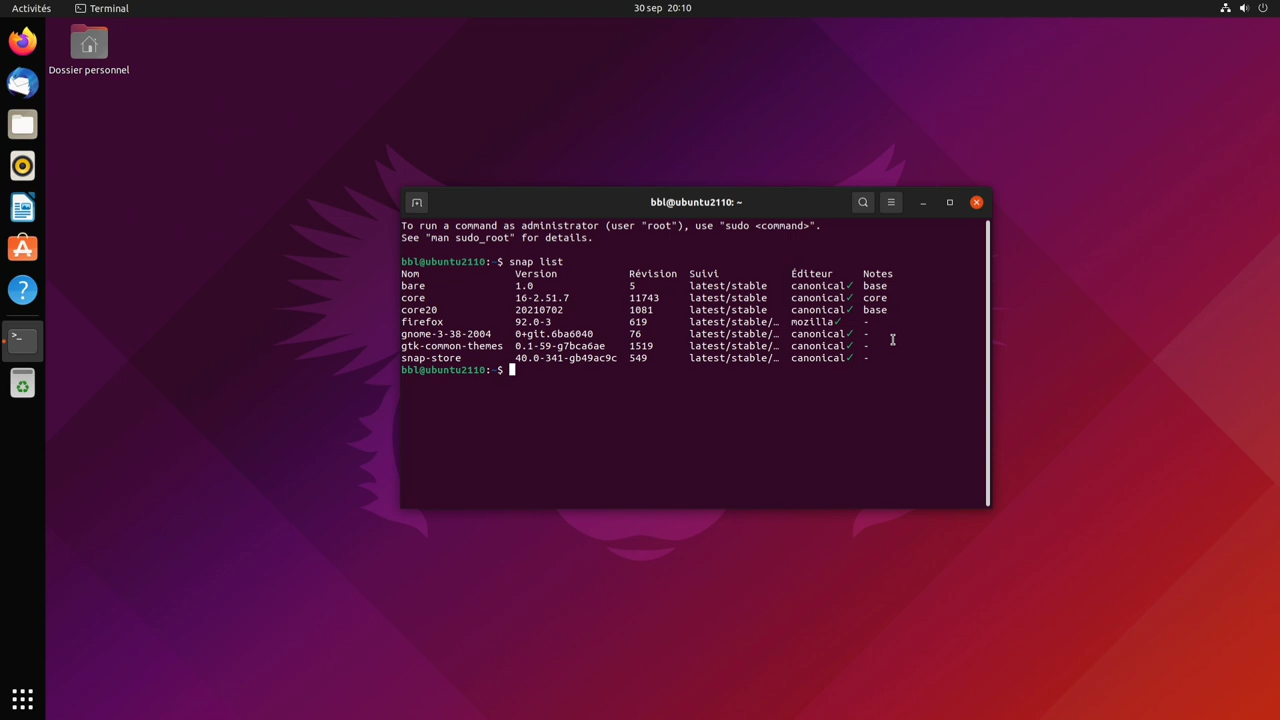 Activités Terminal 30 sep 20:10
Dossier personnel
bbl@ubuntu2110: ~
To run a command as administrator (user "root"), use "sudo <command>".
See "man sudo_root" for details.
bbl@ubuntu2110:~$ snap list
Nom Version Révision Suivi Éditeur Notes
bare 1.0 5 latest/stable canonical✓ base
core 16-2.51.7 11743 latest/stable canonical✓ core
core20 20210702 1081 latest/stable canonical✓ base
firefox 92.0-3 619 latest/stable/… mozilla✓ -
gnome-3-38-2004 0+git.6ba6040 76 latest/stable/… canonical✓ -
gtk-common-themes 0.1-59-g7bca6ae 1519 latest/stable/… canonical✓ -
snap-store 40.0-341-gb49ac9c 549 latest/stable/… canonical✓ -
bbl@ubuntu2110:~$